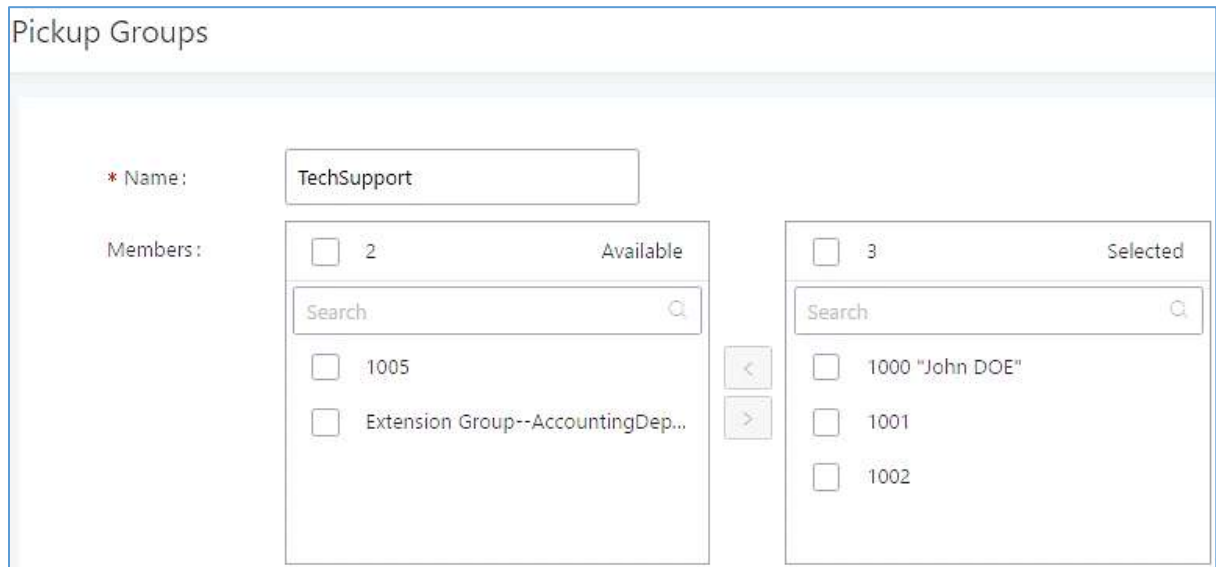 Pickup Groups
* Name:
TechSupport
Members:
2 Available
3 Selected
Search
Search
1005
Extension Group--AccountingDep...
<
>
1000 "John DOE"
1001
1002